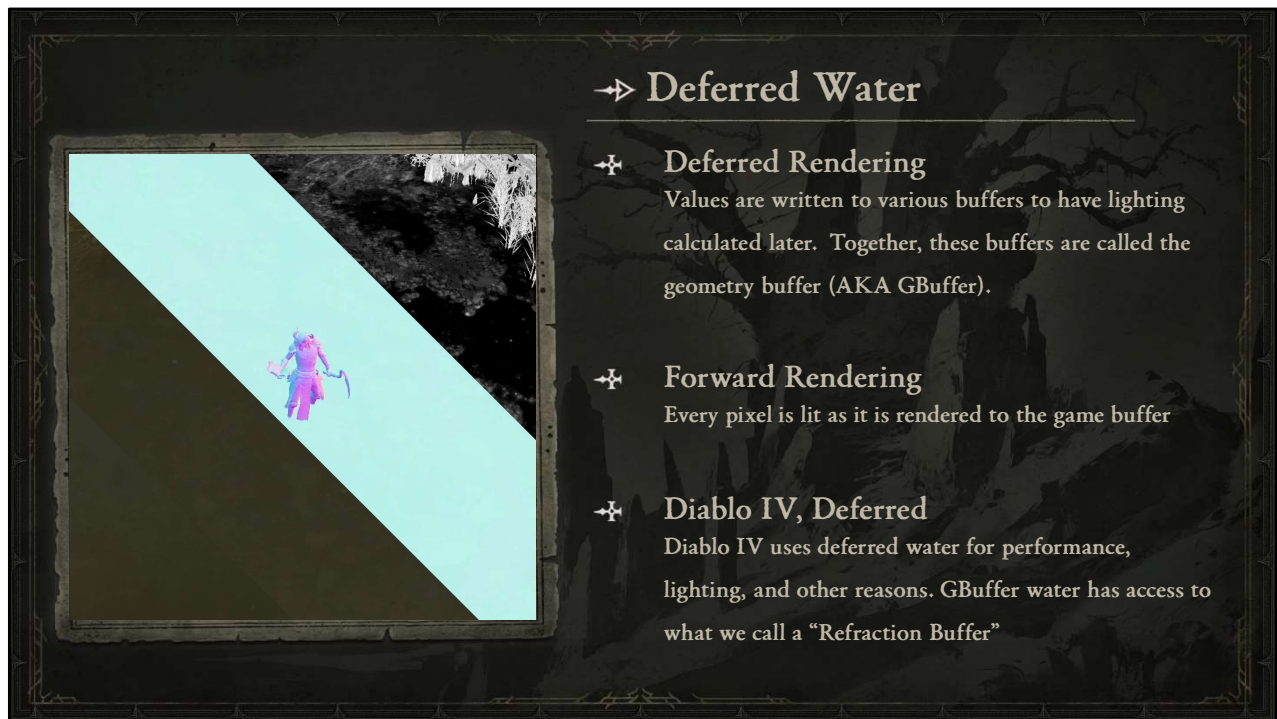 Deferred Water
Deferred Rendering
Values are written to various buffers to have lighting
calculated later.  Together, these buffers are called the
geometry buffer (AKA GBuffer).
Forward Rendering
Every pixel is lit as it is rendered to the game buffer
Diablo IV, Deferred
Diablo IV uses deferred water for performance,
lighting, and other reasons. GBuffer water has access to
what we call a “Refraction Buffer”